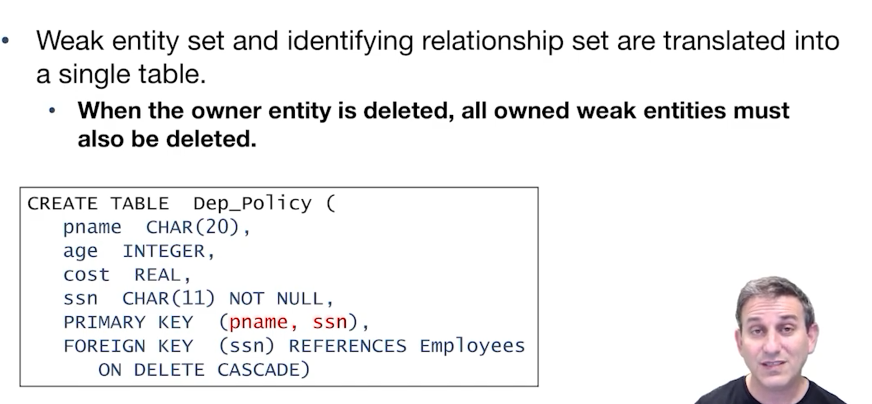 • Weak entity set and identifying relationship set are translated into
a single table.
• When the owner entity is deleted, all owned weak entities must
also be deleted.
CREATE TABLE Dep_Policy (
pname CHAR(20),
age INTEGER,
cost REAL,
ssn CHAR(11) NOT NULL,
PRIMARY KEY (pname, ssn),
FOREIGN KEY (ssn) REFERENCES Employees
ON DELETE CASCADE)